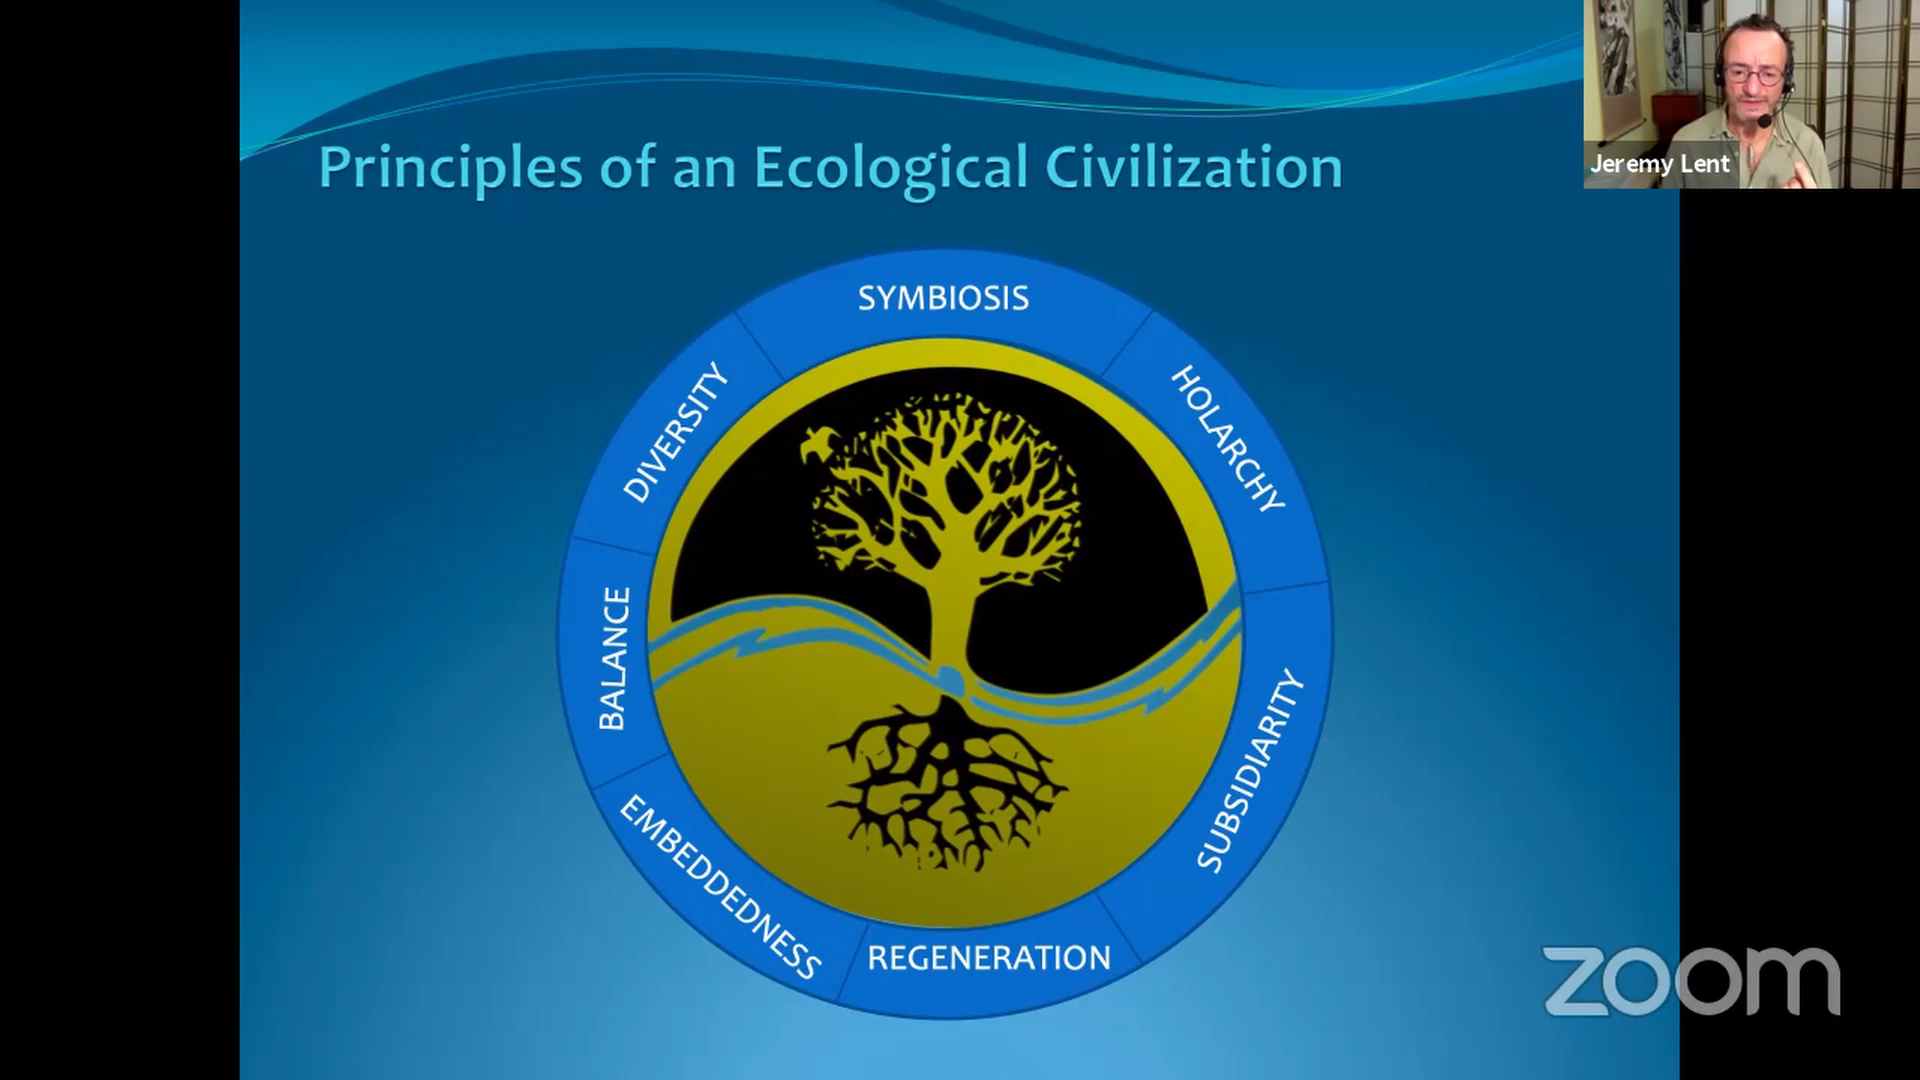 Principles of an Ecological Civilization
Jeremy Lent
SYMBIOSIS
HOLARCHY
SUBSIDIARITY
REGENERATION
EMBEDDEDNESS
BALANCE
DIVERSITY
zoom